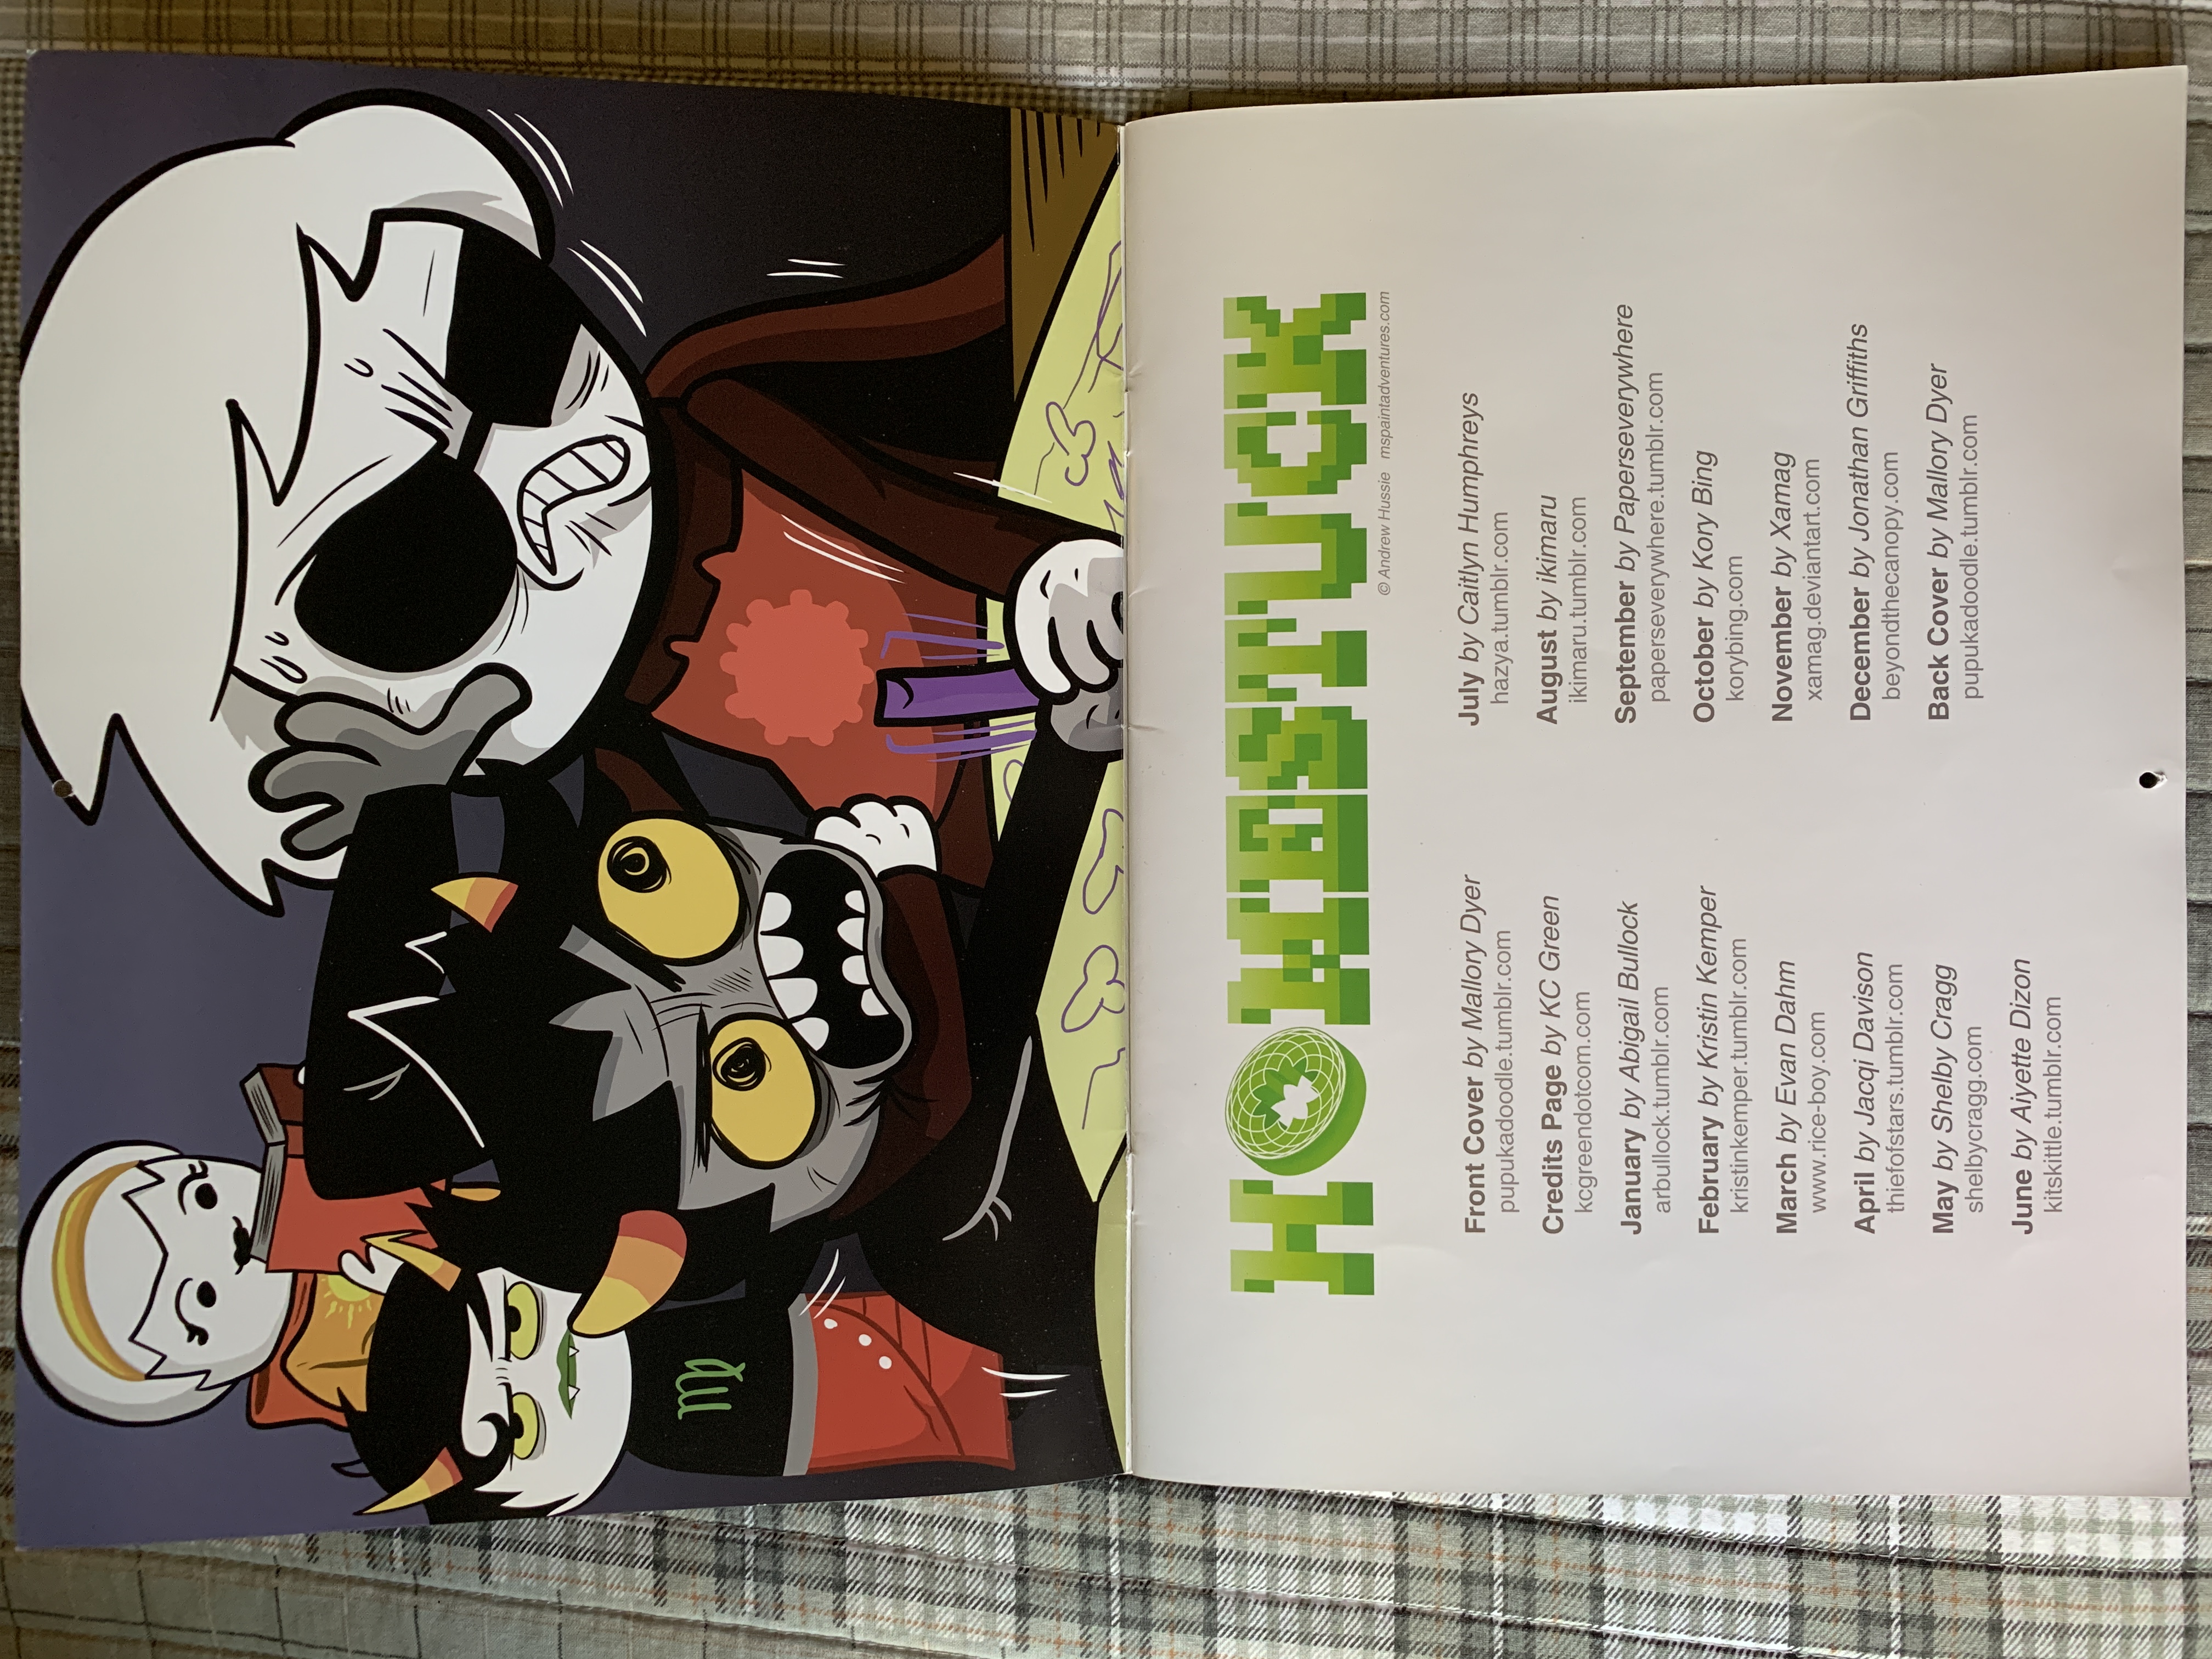 HOMESTUCK
© Andrew Hussie mspaintadventures.com
Front Cover by Mallory Dyer
pupukadoodle.tumblr.com
Credits Page by KC Green
kcgreendotcom.com
January by Abigail Bullock
arbullock.tumblr.com
February by Kristin Kemper
kristinkemper.tumblr.com
March by Evan Dahm
www.rice-boy.com
April by Jacqi Davison
thiefofstars.tumblr.com
May by Shelby Cragg
shelbycragg.com
June by Aiyette Dizon
kitskittle.tumblr.com
July by Caitlyn Humphreys
hazya.tumblr.com
August by ikimaru
ikimaru.tumblr.com
September by Paperseverywhere
paperseverywhere.tumblr.com
October by Kory Bing
korybing.com
November by Xamag
xamag.deviantart.com
December by Jonathan Griffiths
beyondthecanopy.com
Back Cover by Mallory Dyer
pupukadoodle.tumblr.com